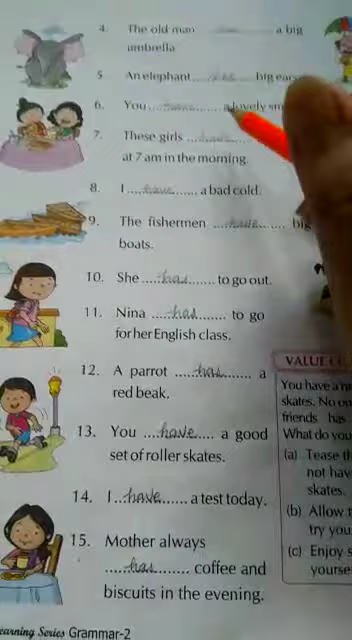 4. The old man has a big
umbrella
5. An elephant has big ears
6. You have a lovely
7. These girls have
at 7 am in the morning.
8. I ...have... a bad cold.
9. The fishermen ...have... big
boats.
10. She ...has... to go out.
11. Nina ...has... to go
for her English class.
12. A parrot ...has... a
red beak.
13. You ...have... a good
set of roller skates.
14. I ...have... a test today.
15. Mother always
...has... coffee and
biscuits in the evening.
VALUE
You have a
skates. No
friends has
What do you
(a) Tease
not have
skates.
(b) Allow
try you
(c) Enjoy
yourse
earning Series Grammar-2